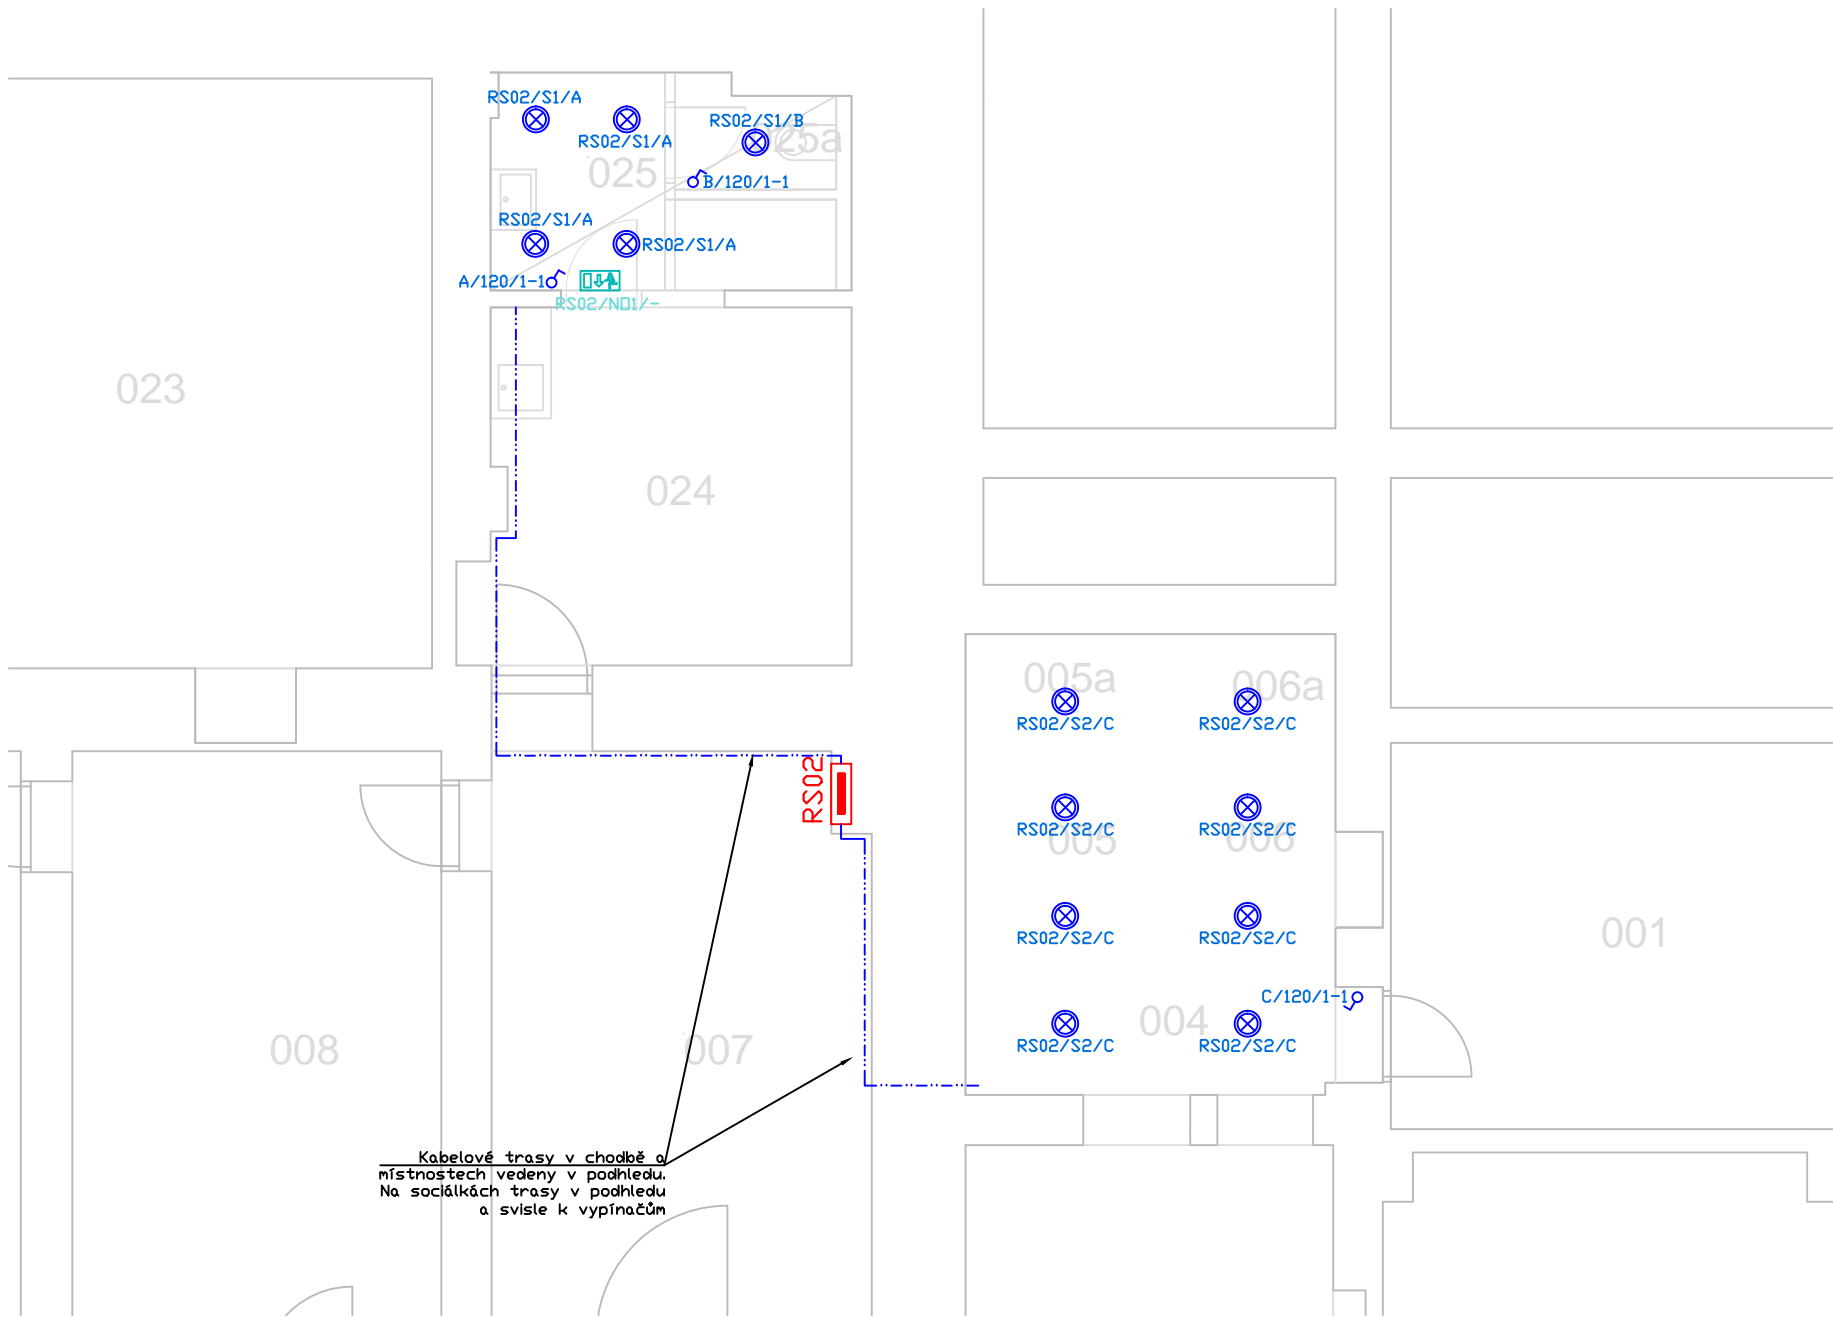 RS02/S1/A
RS02/S1/B
RS02/S1/A
025a
025
B/120/1-1
RS02/S1/A
RS02/S1/A
A/120/1-1
RS02/NO1/-
023
024
005a
006a
RS02/S2/C
RS02/S2/C
RS02
RS02/S2/C
RS02/S2/C
005
006
001
RS02/S2/C
RS02/S2/C
C/120/1-1
004
008
007
RS02/S2/C
RS02/S2/C
Kabelové trasy v chodbě a
místnostech vedeny v podhledu.
Na sociálkách trasy v podhledu
a svisle k vypínačům